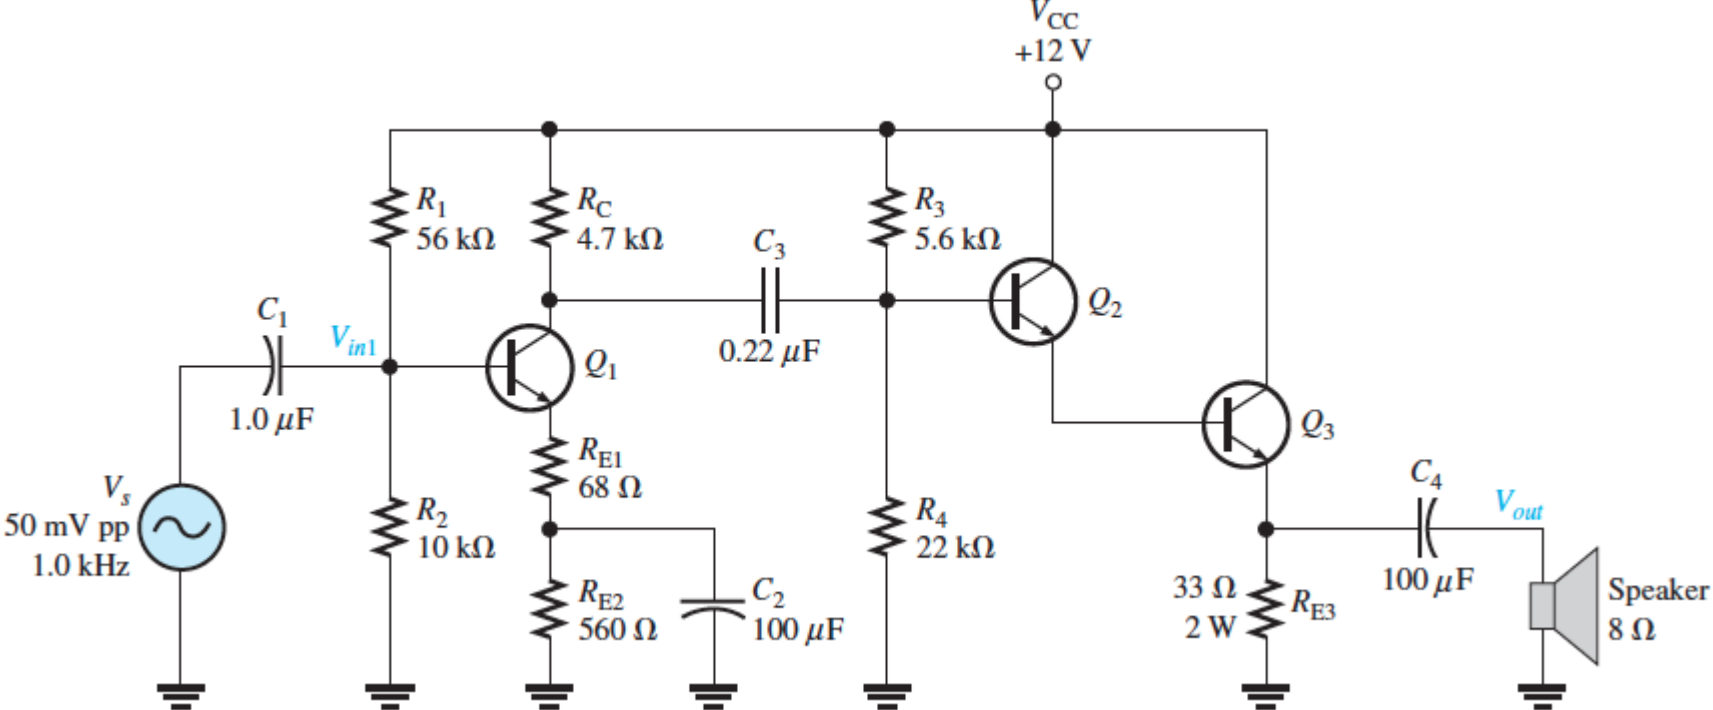 VCC
+12 V
R1
56 kΩ
RC
4.7 kΩ
C3
0.22 μF
R3
5.6 kΩ
Q2
C1
1.0 μF
Vin1
Q1
Q3
Vs
50 mV pp
1.0 kHz
R2
10 kΩ
RE1
68 Ω
RE2
560 Ω
C2
100 μF
R4
22 kΩ
C4
100 μF
Vout
33 Ω
2 W
RE3
Speaker
8 Ω